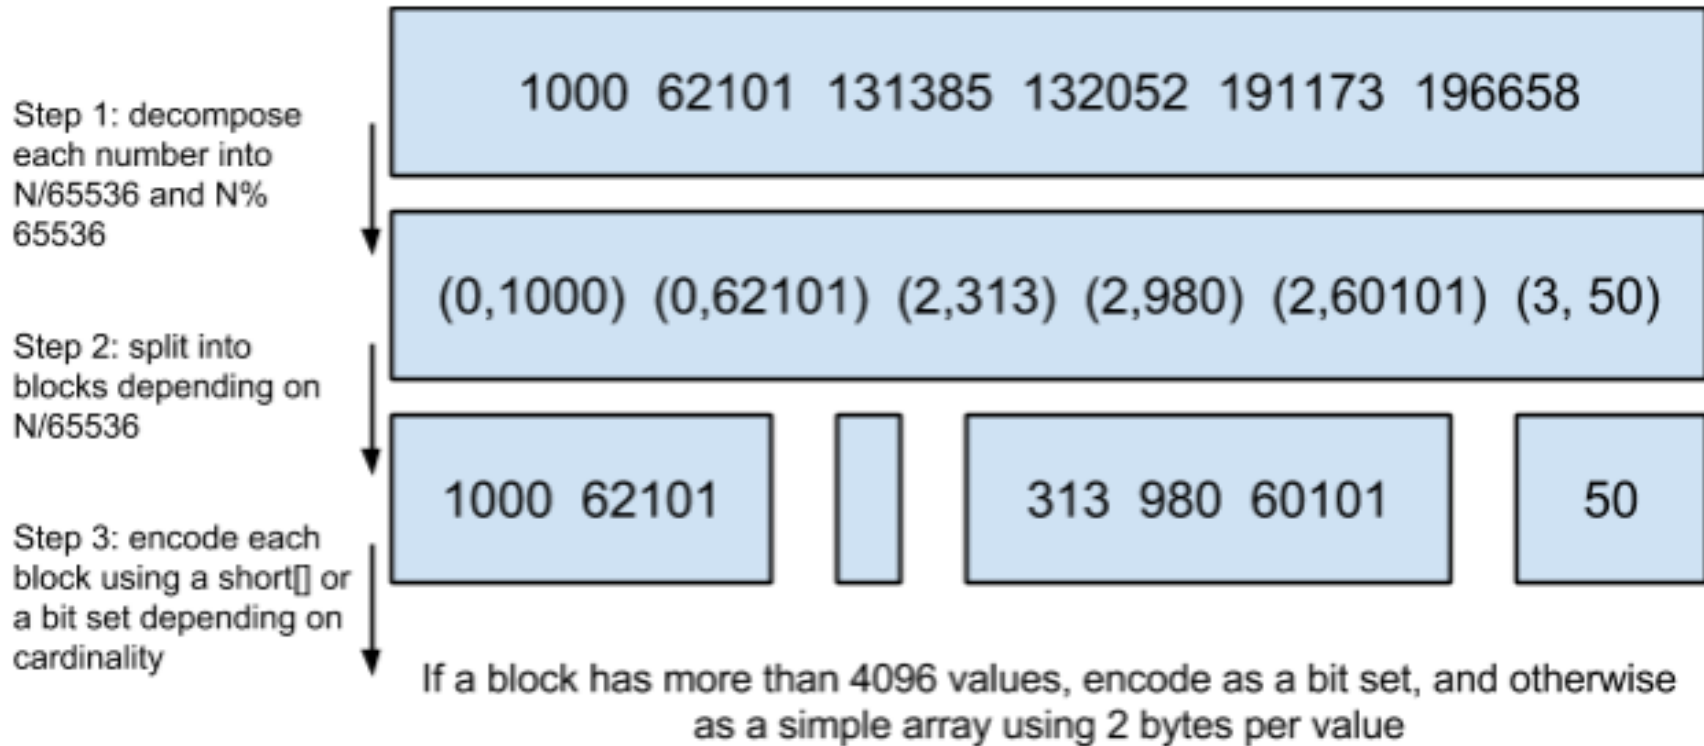 1000 62101 131385 132052 191173 196658
Step 1: decompose
each number into
N/65536 and N%
65536
(0,1000) (0,62101) (2,313) (2,980) (2,60101) (3, 50)
Step 2: split into
blocks depending on
N/65536
1000 62101
313 980 60101
50
Step 3: encode each
block using a short[] or
a bit set depending on
cardinality
If a block has more than 4096 values, encode as a bit set, and otherwise
as a simple array using 2 bytes per value